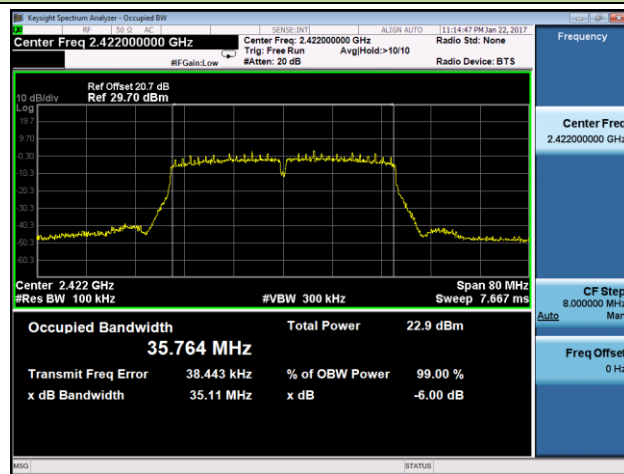 Keysight Spectrum Analyzer - Occupied BW
RF 50 Ω AC SENSE:INT ALIGN AUTO 11:14:47 PM Jan 22, 2017
Center Freq 2.422000000 GHz
Center Freq: 2.422000000 GHz
Radio Std: None
Trig: Free Run Avg|Hold:>10/10
#IFGain:Low
#Atten: 20 dB
Radio Device: BTS
Ref Offset 20.7 dB
10 dB/div Ref 29.70 dBm
Log
19.7
9.70
-0.30
-10.3
-20.3
-30.3
-40.3
-50.3
-60.3
Center 2.422 GHz Span 80 MHz
#Res BW 100 kHz #VBW 300 kHz Sweep 7.667 ms
Occupied Bandwidth Total Power 22.9 dBm
35.764 MHz
Transmit Freq Error 38.443 kHz % of OBW Power 99.00 %
x dB Bandwidth 35.11 MHz x dB -6.00 dB
MSG STATUS
Frequency
Center Freq
2.422000000 GHz
CF Step
8.000000 MHz
Auto Man
Freq Offset
0 Hz